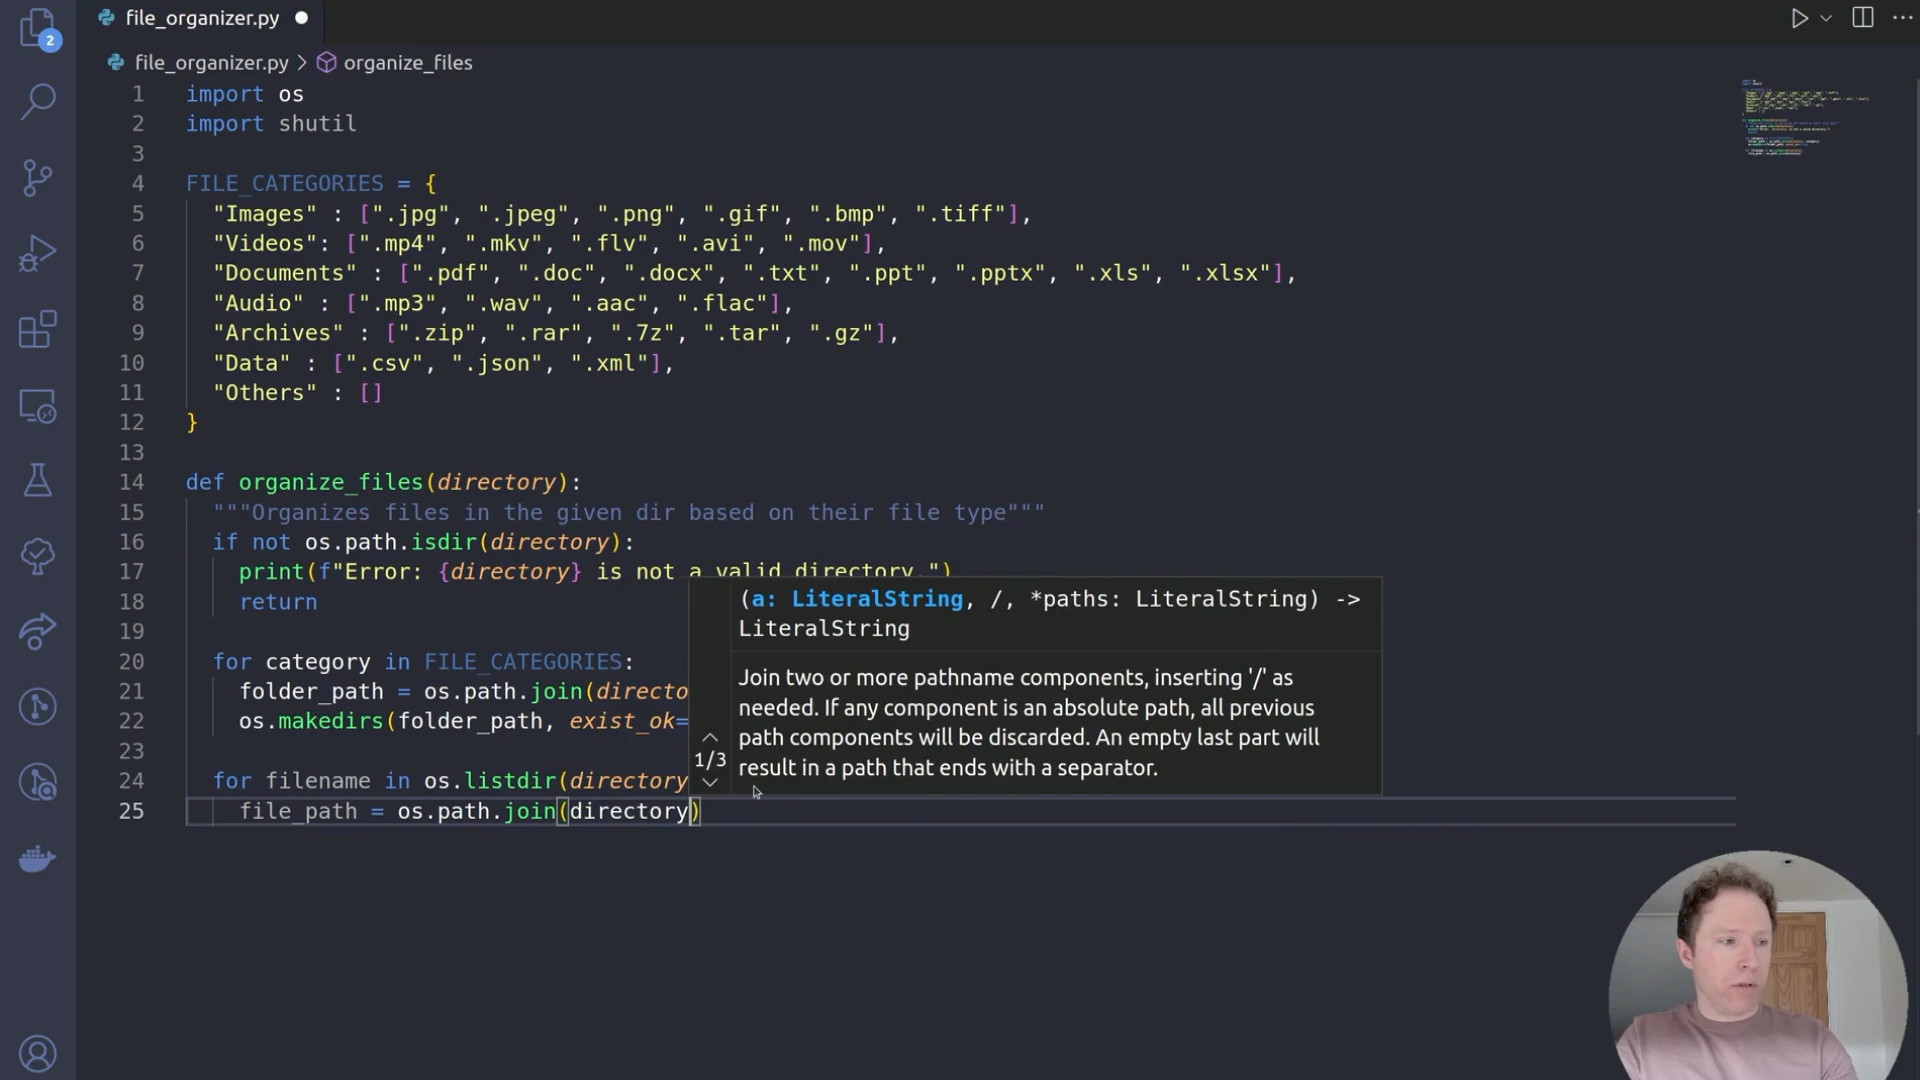 file_organizer.py
2
file_organizer.py > organize_files
1 import os
2 import shutil
3
4 FILE_CATEGORIES = {
5 "Images" : [".jpg", ".jpeg", ".png", ".gif", ".bmp", ".tiff"],
6 "Videos": [".mp4", ".mkv", ".flv", ".avi", ".mov"],
7 "Documents" : [".pdf", ".doc", ".docx", ".txt", ".ppt", ".pptx", ".xls", ".xlsx"],
8 "Audio" : [".mp3", ".wav", ".aac", ".flac"],
9 "Archives" : [".zip", ".rar", ".7z", ".tar", ".gz"],
10 "Data" : [".csv", ".json", ".xml"],
11 "Others" : []
12 }
13
14 def organize_files(directory):
15 """Organizes files in the given dir based on their file type"""
16 if not os.path.isdir(directory):
17 print(f"Error: {directory} is not a valid directory.")
18 return
19
20 for category in FILE_CATEGORIES:
21 folder_path = os.path.join(directo
22 os.makedirs(folder_path, exist_ok=
23
24 for filename in os.listdir(directory
25 file_path = os.path.join(directory)
(a: LiteralString, /, *paths: LiteralString) ->
LiteralString
Join two or more pathname components, inserting '/' as
needed. If any component is an absolute path, all previous
path components will be discarded. An empty last part will
result in a path that ends with a separator.
1/3